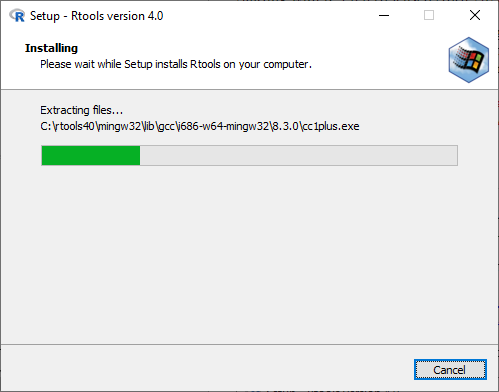 Setup - Rtools version 4.0
Installing
Please wait while Setup installs Rtools on your computer.
Extracting files...
C:\rtools40\mingw32\lib\gcc\i686-w64-mingw32\8.3.0\cc1plus.exe
Cancel